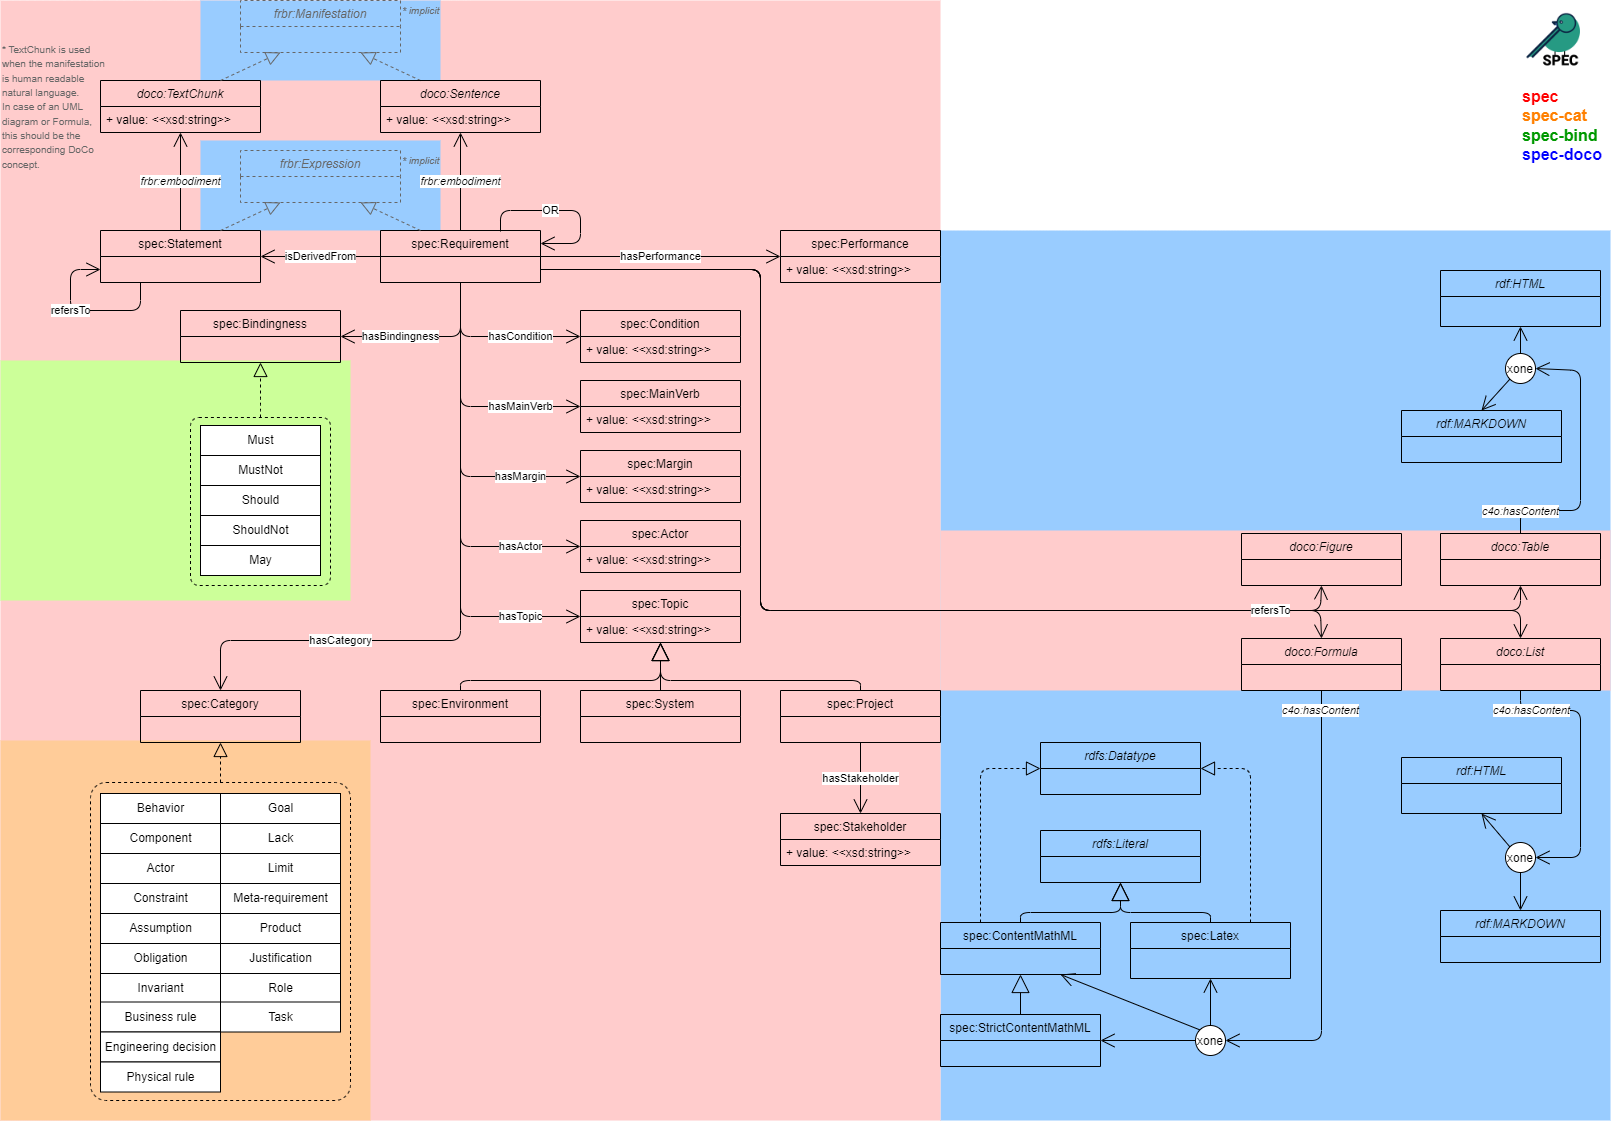 frbr:Manifestation
* implicit
* TextChunk is used
when the manifestation
is human readable
natural language.
In case of an UML
diagram or Formula,
this should be the
corresponding DoCo
concept.
SPEC
spec
spec-cat
spec-bind
spec-doco
doco:TextChunk
+ value: <<xsd:string>>
doco:Sentence
+ value: <<xsd:string>>
frbr:Expression
* implicit
frbr:embodiment
frbr:embodiment
OR
spec:Statement
spec:Requirement
spec:Performance
+ value: <<xsd:string>>
isDerivedFrom
hasPerformance
refersTo
spec:Bindingness
hasBindingness
hasCondition
spec:Condition
+ value: <<xsd:string>>
hasMainVerb
spec:MainVerb
+ value: <<xsd:string>>
hasMargin
spec:Margin
+ value: <<xsd:string>>
hasActor
spec:Actor
+ value: <<xsd:string>>
hasTopic
spec:Topic
+ value: <<xsd:string>>
Must
MustNot
Should
ShouldNot
May
hasCategory
spec:Category
spec:Environment
spec:System
spec:Project
hasStakeholder
spec:Stakeholder
+ value: <<xsd:string>>
Behavior
Goal
Component
Lack
Actor
Limit
Constraint
Meta-requirement
Assumption
Product
Obligation
Justification
Invariant
Role
Business rule
Task
Engineering decision
Physical rule
rdf:HTML
xone
rdf:MARKDOWN
c4o:hasContent
doco:Figure
doco:Table
refersTo
doco:Formula
doco:List
c4o:hasContent
c4o:hasContent
rdfs:Datatype
rdfs:Literal
spec:ContentMathML
spec:Latex
spec:StrictContentMathML
xone
rdf:HTML
xone
rdf:MARKDOWN